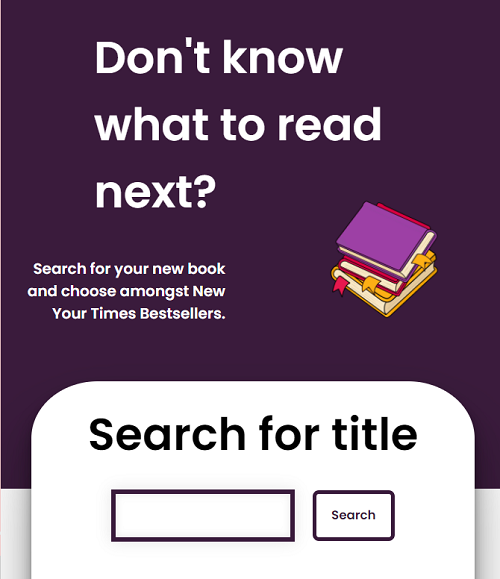 Don't know
what to read
next?
Search for your new book
and choose amongst New
Your Times Bestsellers.
Search for title
Search